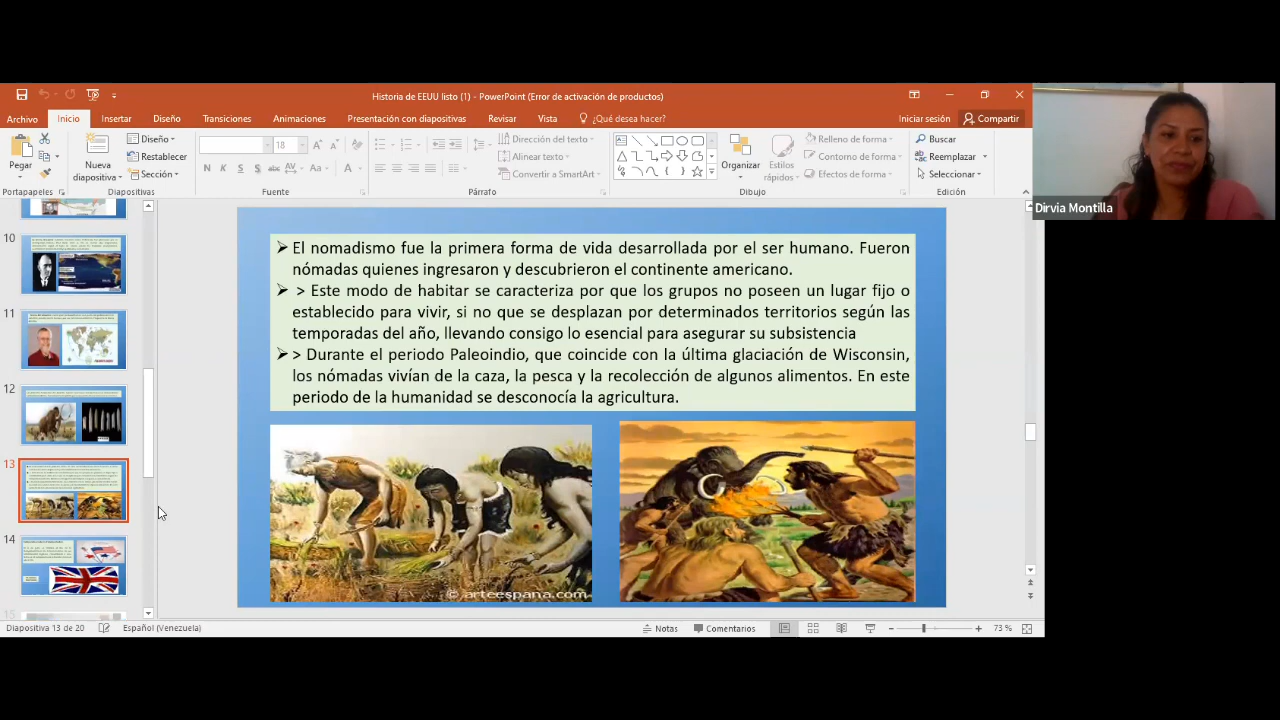 Historia de EEUU listo (1) - PowerPoint (Error de activación de productos)
Archivo Inicio Insertar Diseño Transiciones Animaciones Presentación con diapositivas Revisar Vista ¿Qué desea hacer? Iniciar sesión Compartir
Pegar
Portapapeles
Nueva
diapositiva
Diseño
Restablecer
Sección
Diapositivas
18
N K S S abc AV Aa A
Fuente
Dirección del texto
Alinear texto
Convertir a SmartArt
Párrafo
Organizar
Estilos
rápidos
Relleno de forma
Contorno de forma
Efectos de forma
Dibujo
Buscar
Reemplazar
Seleccionar
Edición
Dirvia Montilla
10
11
12
13
14
15
➢El nomadismo fue la primera forma de vida desarrollada por el ser humano. Fueron
nómadas quienes ingresaron y descubrieron el continente americano.
➢ > Este modo de habitar se caracteriza por que los grupos no poseen un lugar fijo o
establecido para vivir, sino que se desplazan por determinados territorios según las
temporadas del año, llevando consigo lo esencial para asegurar su subsistencia
➢> Durante el periodo Paleoindio, que coincide con la última glaciación de Wisconsin,
los nómadas vivían de la caza, la pesca y la recolección de algunos alimentos. En este
periodo de la humanidad se desconocía la agricultura.
© arteespana.com
Diapositiva 13 de 20 Español (Venezuela) Notas Comentarios 73 %